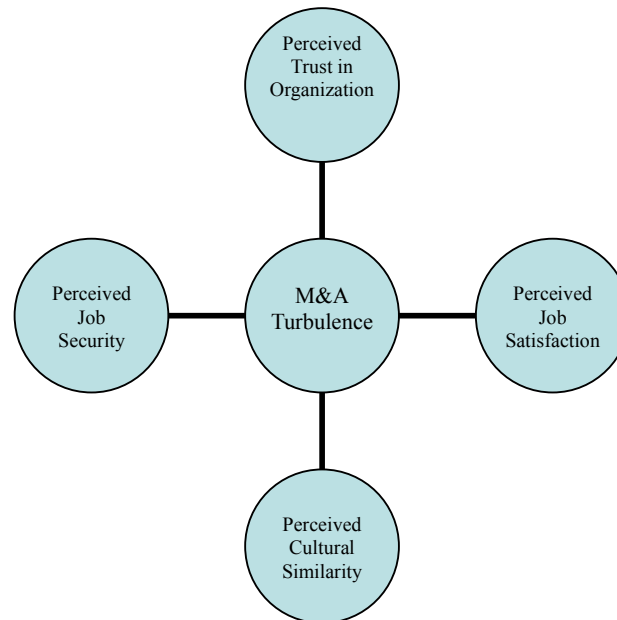 Perceived
Trust in
Organization
Perceived
Job
Security
M&A
Turbulence
Perceived
Job
Satisfaction
Perceived
Cultural
Similarity